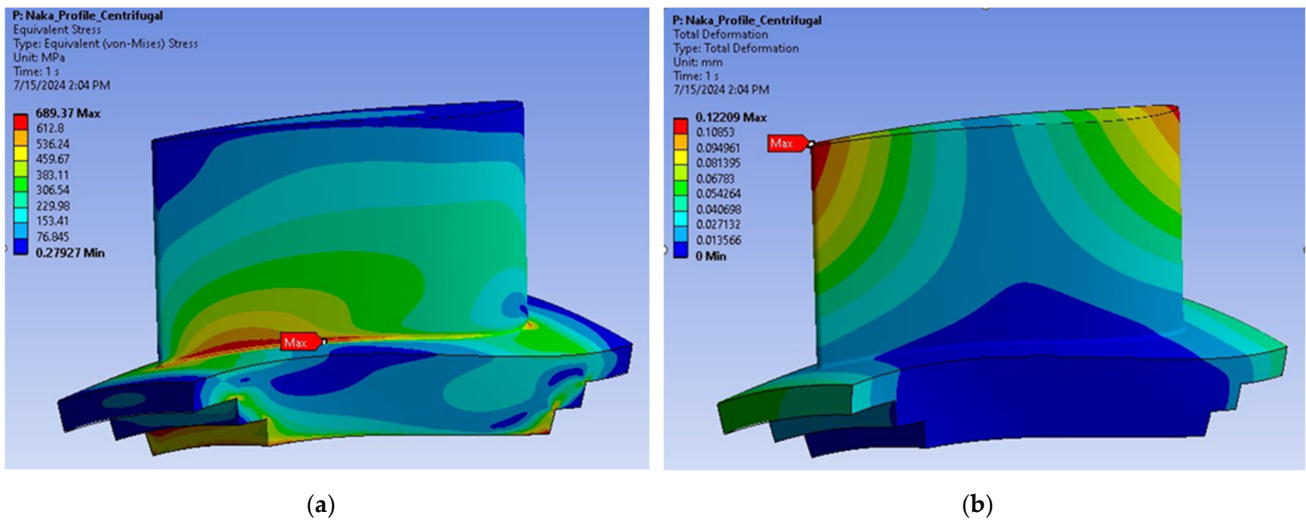 P: Naka_Profile_Centrifugal
Equivalent Stress
Type: Equivalent (von-Mises) Stress
Unit: MPa
Time: 1 s
7/15/2024 2:04 PM
689.37 Max
612.8
536.24
459.67
383.11
306.54
229.98
153.41
76.845
0.27927 Min
Max
(a)
P: Naka_Profile_Centrifugal
Total Deformation
Type: Total Deformation
Unit: mm
Time: 1 s
7/15/2024 2:04 PM
0.12209 Max
0.10853
0.094961
0.081395
0.06783
0.054264
0.040698
0.027132
0.013566
0 Min
Max
(b)